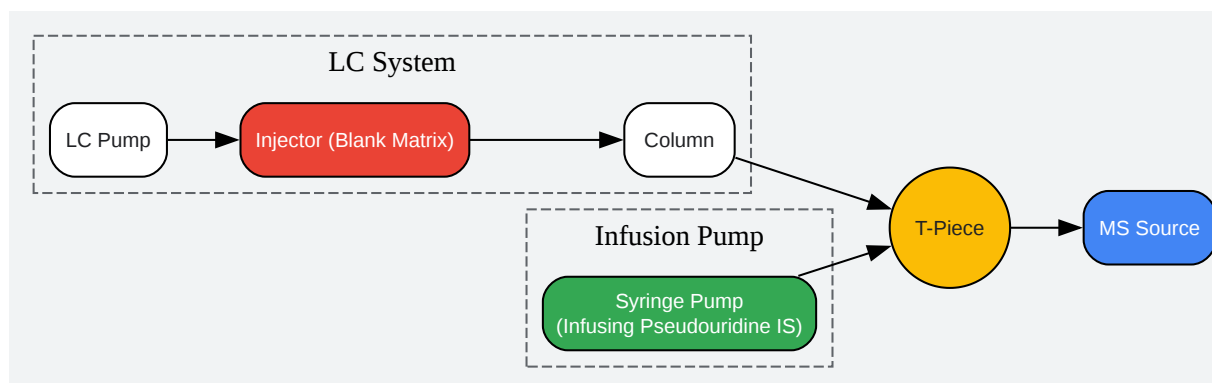 LC System
LC Pump
Injector (Blank Matrix)
Column
T-Piece
MS Source
Infusion Pump
Syringe Pump
(Infusing Pseudouridine IS)